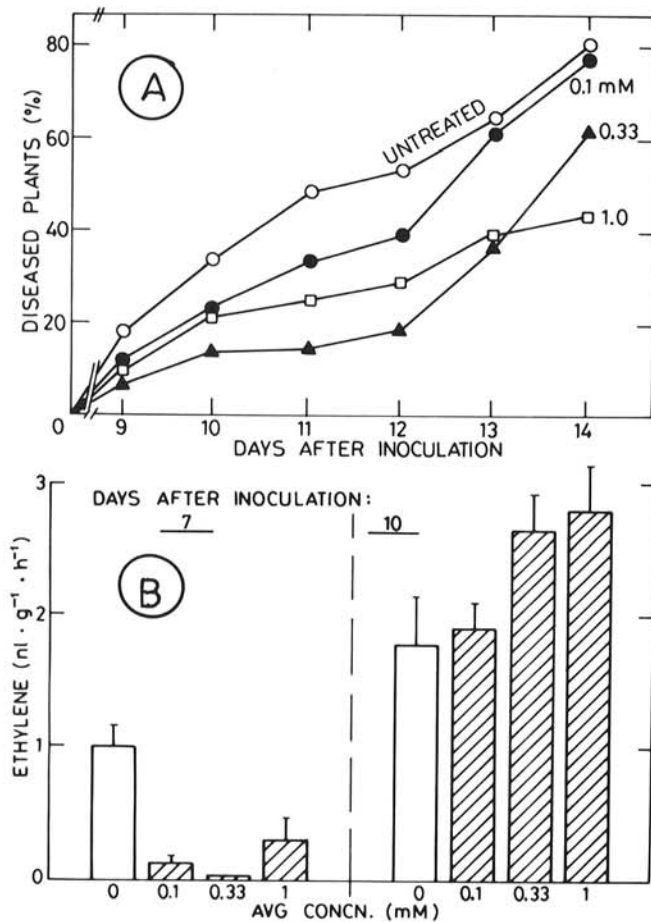 80
60
40
20
0
DISEASED PLANTS (%)
A
UNTREATED
0.1 mM
0.33
1.0
9 10 11 12 13 14
DAYS AFTER INOCULATION
3
2
1
0
ETHYLENE (nl · g⁻¹ · h⁻¹)
DAYS AFTER INOCULATION:
7 10
B
0 0.1 0.33 1 0 0.1 0.33 1
AVG CONCN. (mM)